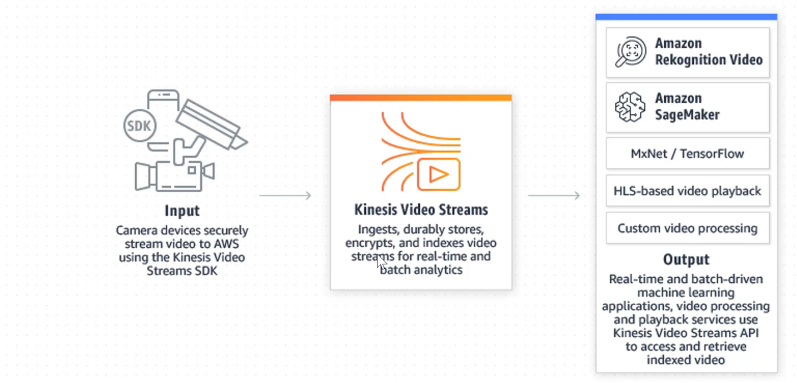 SDK
Input
Camera devices securely
stream video to AWS
using the Kinesis Video
Streams SDK
Kinesis Video Streams
Ingests, durably stores,
encrypts, and indexes video
streams for real-time and
batch analytics
Amazon
Rekognition Video
Amazon
SageMaker
MxNet / TensorFlow
HLS-based video playback
Custom video processing
Output
Real-time and batch-driven
machine learning
applications, video processing
and playback services use
Kinesis Video Streams API
to access and retrieve
indexed video